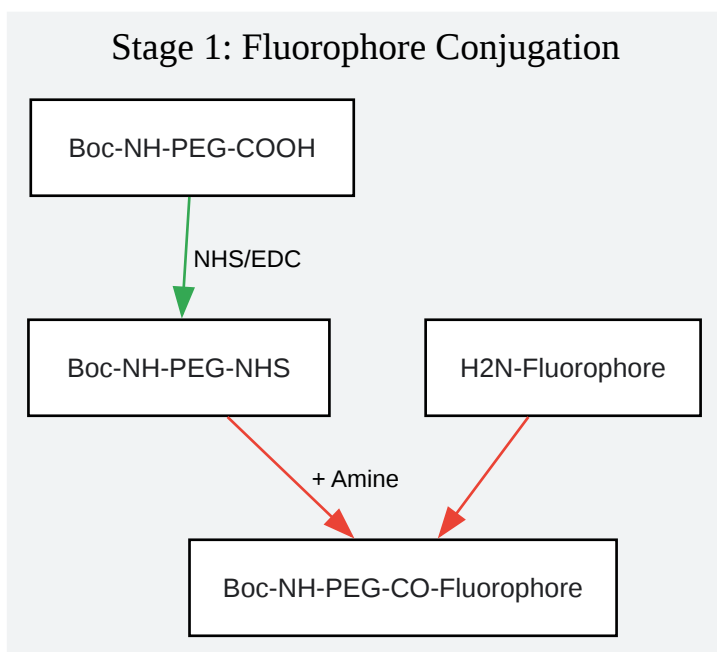 Stage 1: Fluorophore Conjugation
Boc-NH-PEG-COOH
NHS/EDC
Boc-NH-PEG-NHS
H2N-Fluorophore
+ Amine
Boc-NH-PEG-CO-Fluorophore